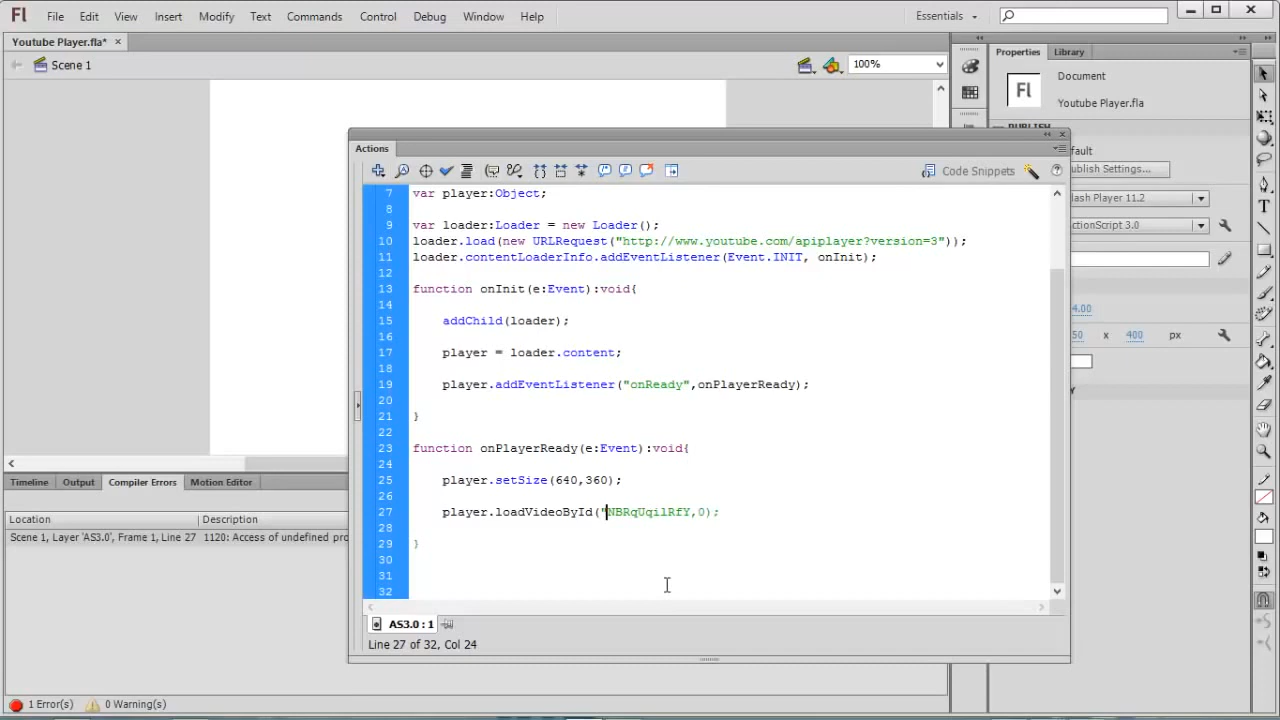 Fl File Edit View Insert Modify Text Commands Control Debug Window Help Essentials
Youtube Player.fla* ×
Scene 1 100%
Properties Library
Document
Fl Youtube Player.fla
Actions
Code Snippets
7 var player:Object;
8
9 var loader:Loader = new Loader();
10 loader.load(new URLRequest("http://www.youtube.com/apiplayer?version=3"));
11 loader.contentLoaderInfo.addEventListener(Event.INIT, onInit);
12
13 function onInit(e:Event):void{
14
15 addChild(loader);
16
17 player = loader.content;
18
19 player.addEventListener("onReady",onPlayerReady);
20
21 }
22
23 function onPlayerReady(e:Event):void{
24
25 player.setSize(640,360);
26
27 player.loadVideoById("NBRqUqilRfY,0);
28
29 }
30
31
32
AS3.0 : 1
Line 27 of 32, Col 24
efault
ublish Settings...
lash Player 11.2
ctionScript 3.0
4.00
50 x 400 px
Timeline Output Compiler Errors Motion Editor
Location Description
Scene 1, Layer 'AS3.0', Frame 1, Line 27 1120: Access of undefined pro
1 Error(s) 0 Warning(s)